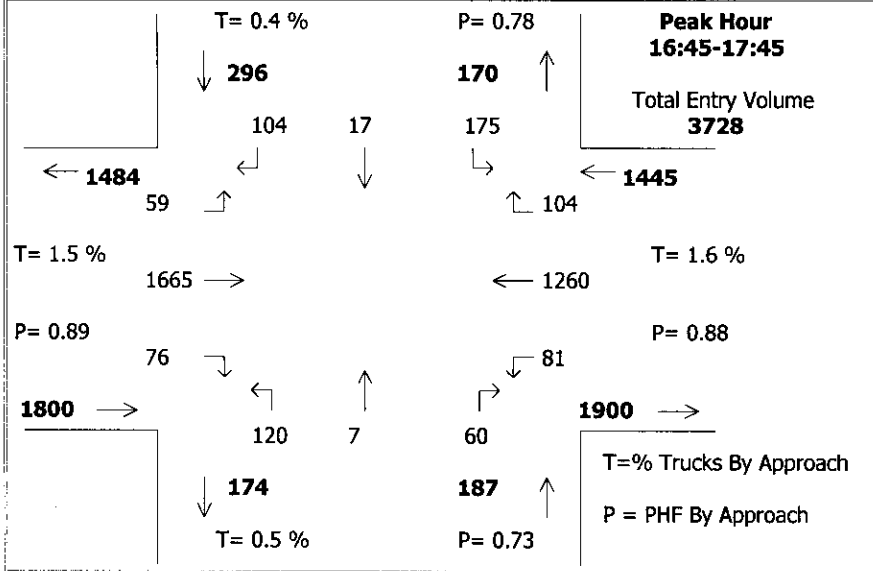 T= 0.4 % P= 0.78 Peak Hour
16:45-17:45
296 170
Total Entry Volume
104 17 175 3728
1484 1445
59 104
T= 1.5 % T= 1.6 %
1665 1260
P= 0.89 P= 0.88
76 81
1800 1900
120 7 60
T=% Trucks By Approach
174 187
P = PHF By Approach
T= 0.5 % P= 0.73